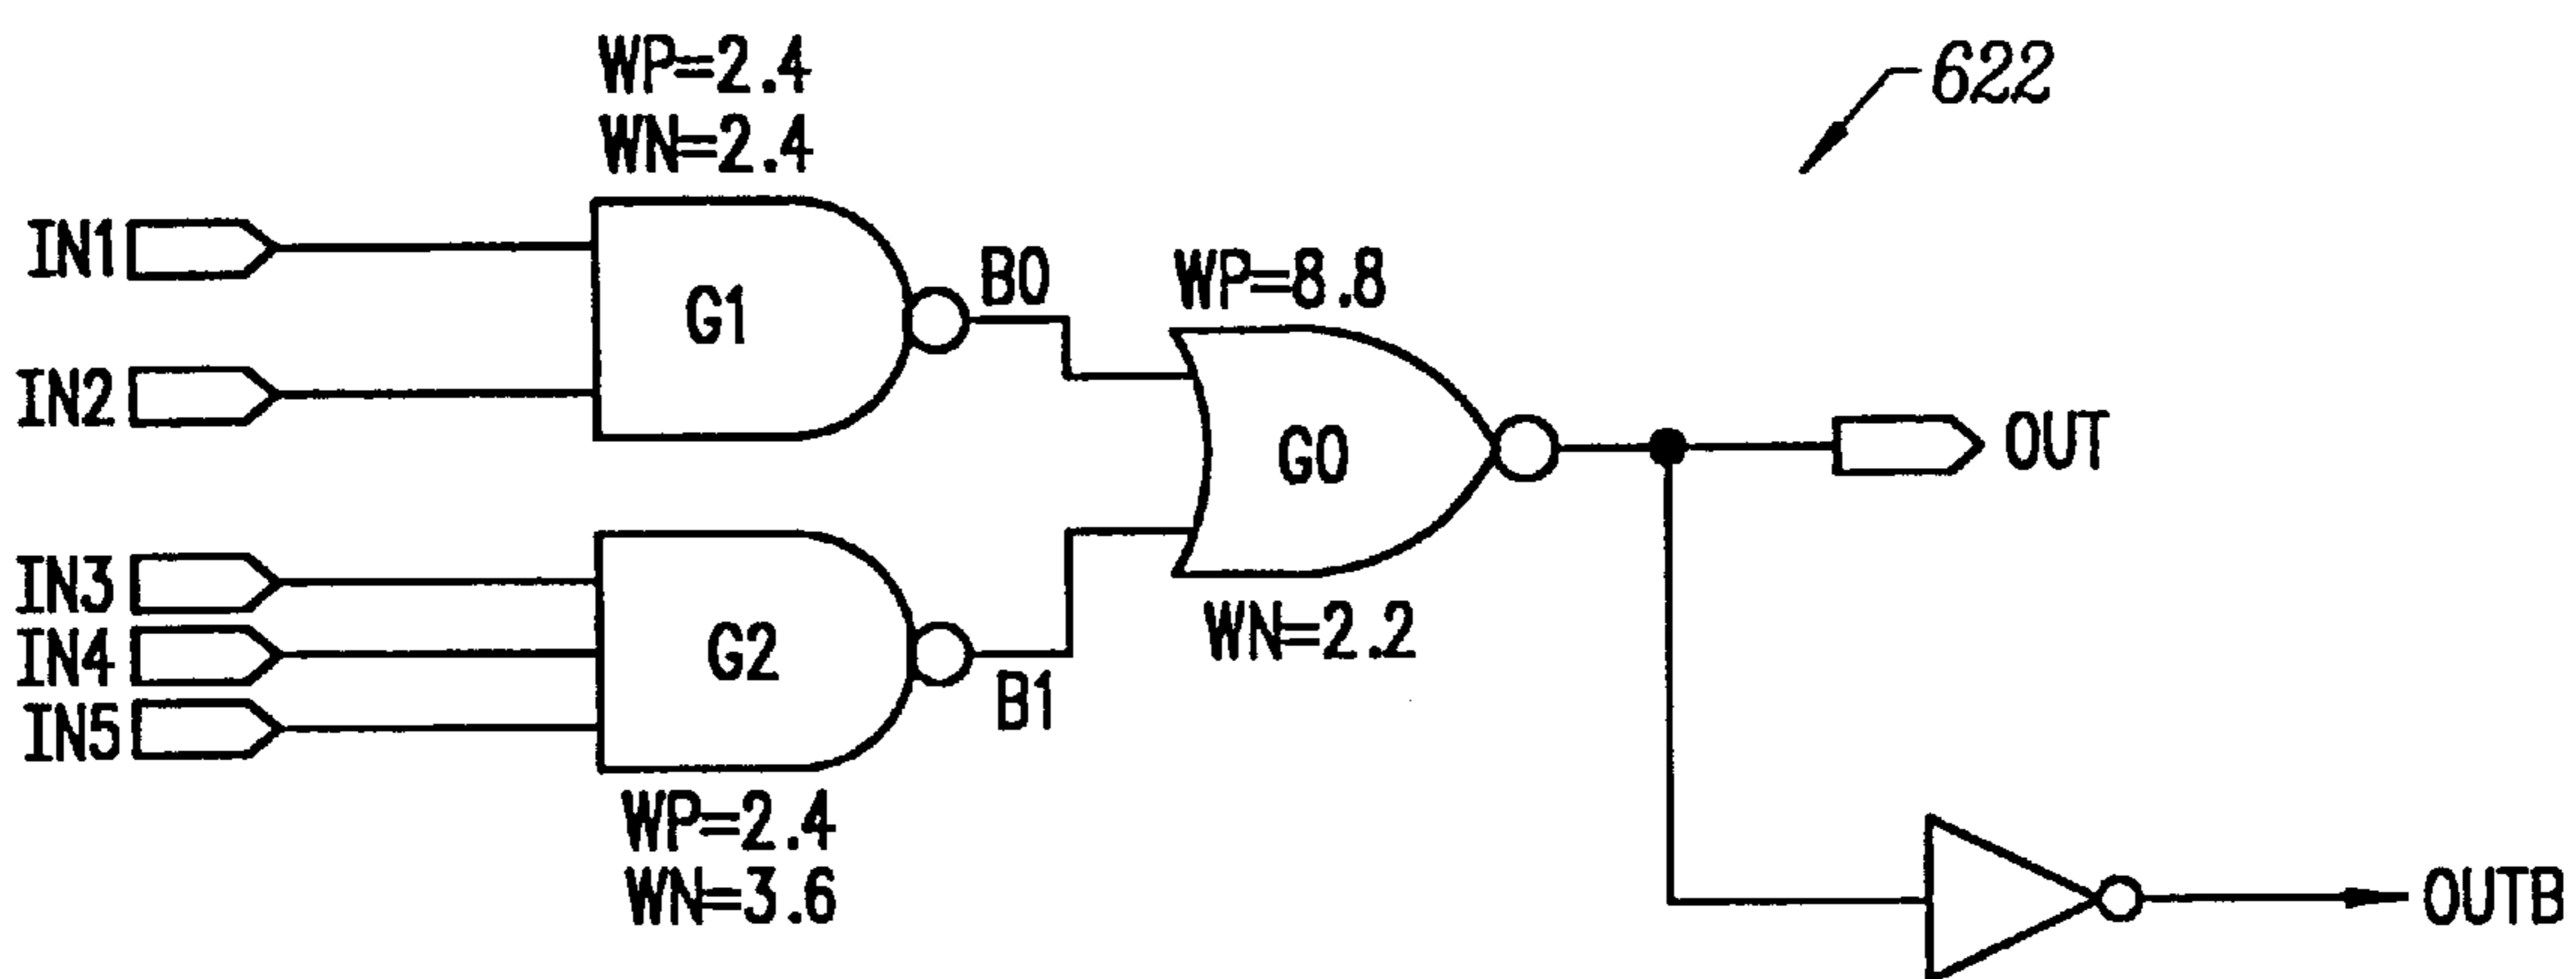 WP=2.4
WN=2.4
622
IN1
G1
B0
WP=8.8
IN2
G0
OUT
IN3
IN4
G2
WN=2.2
IN5
B1
WP=2.4
WN=3.6
OUTB